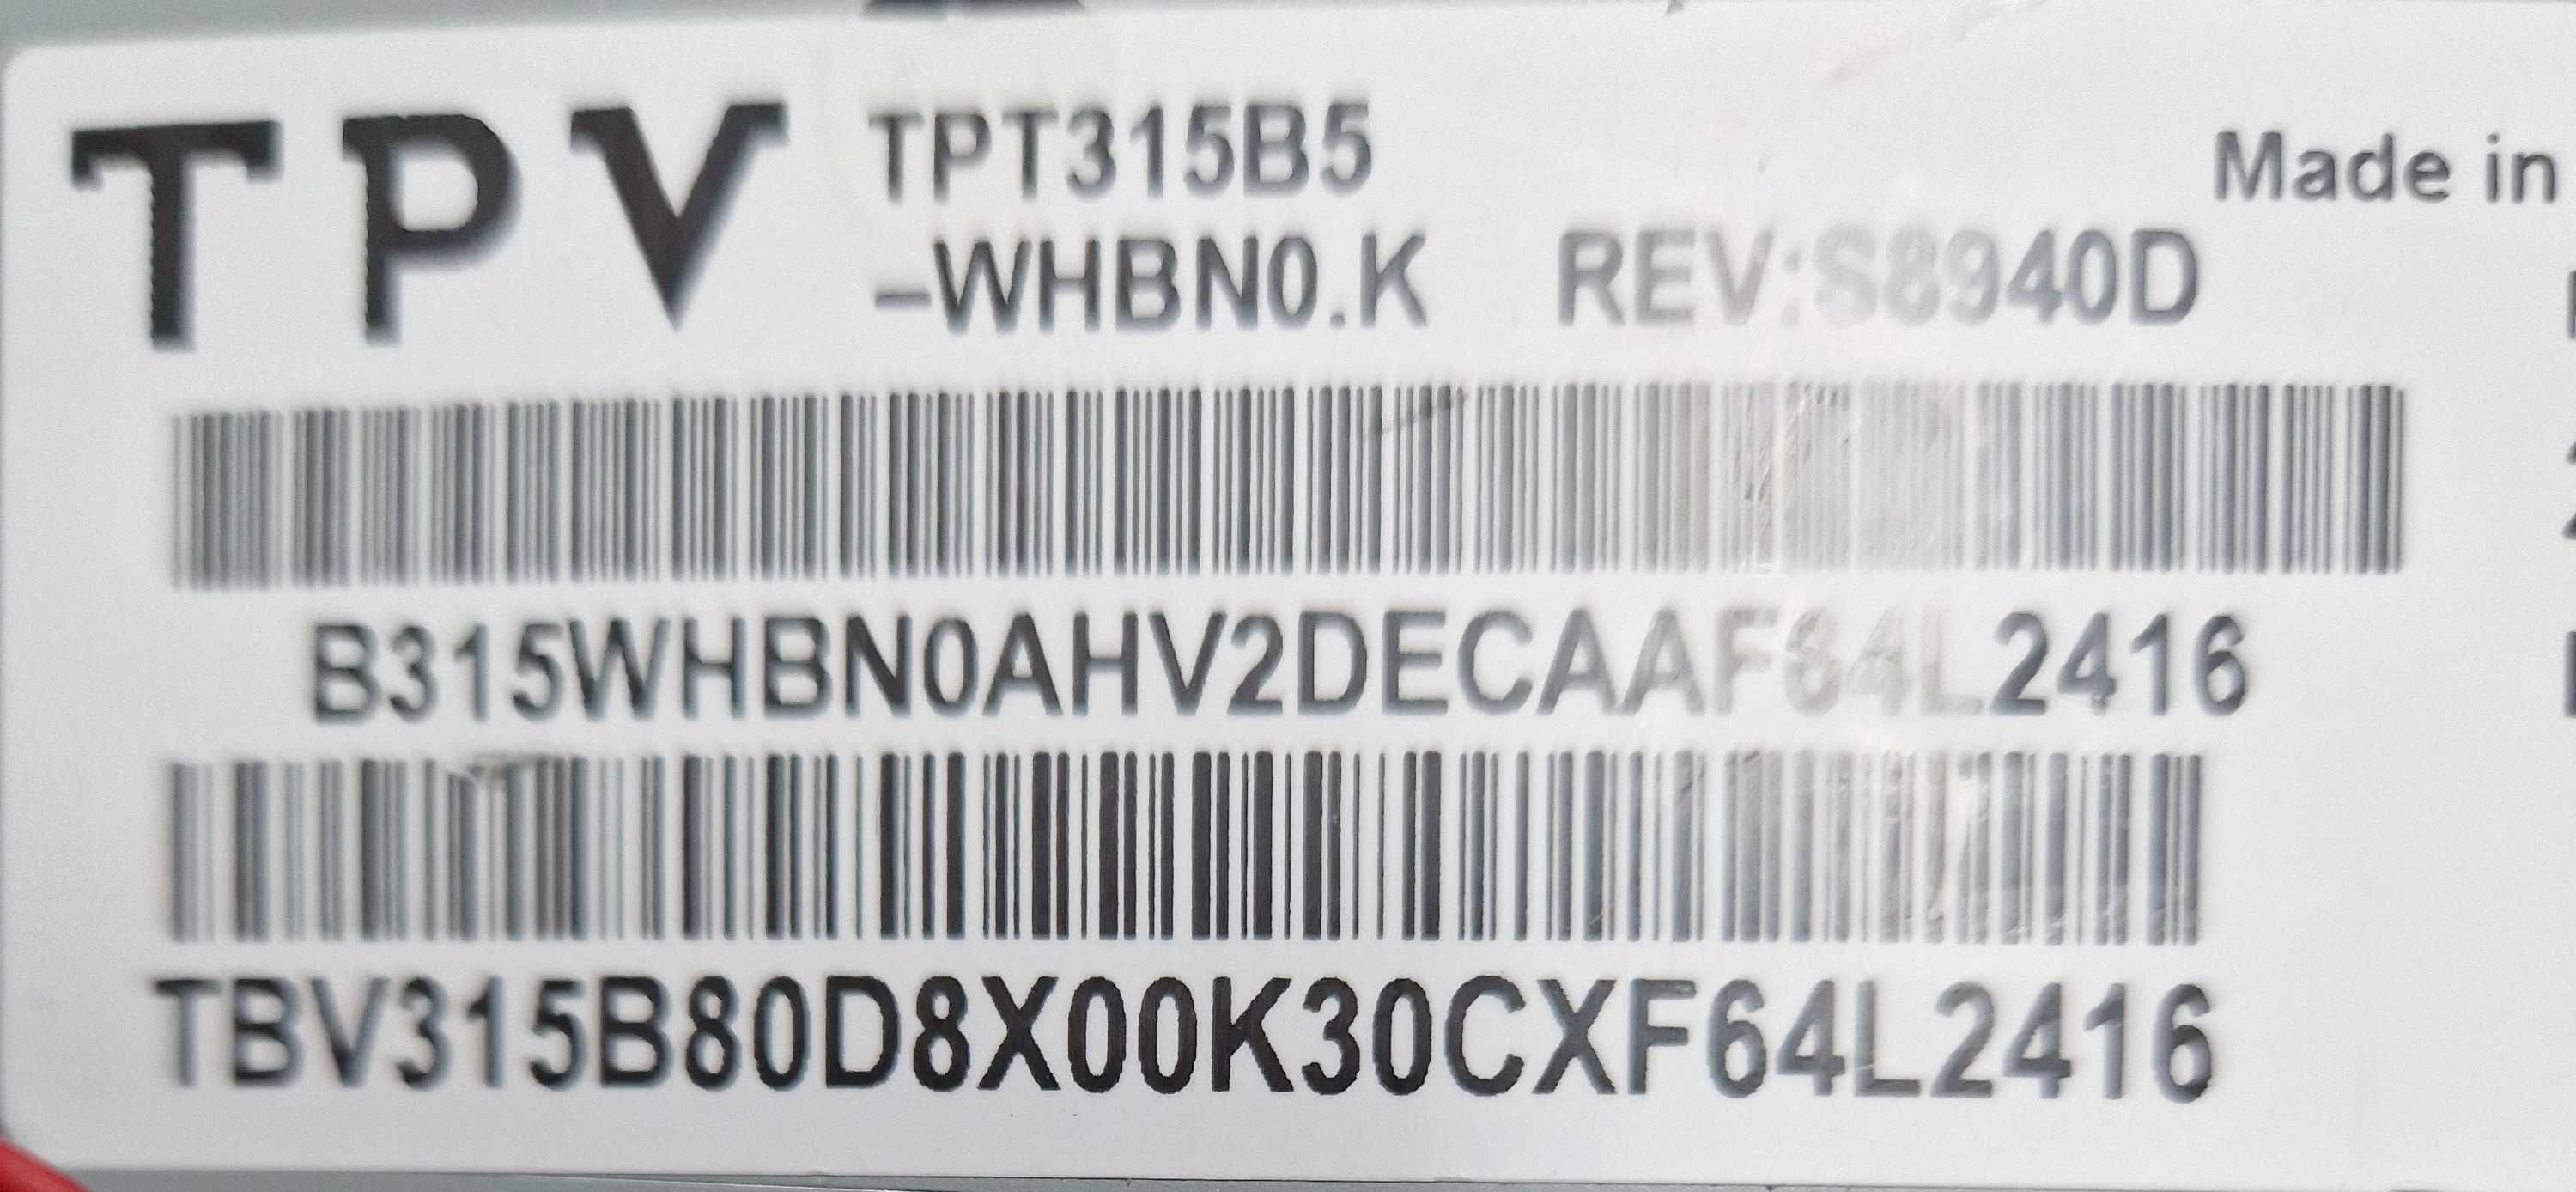 TPV TPT315B5
Made in
-WHBN0.K REV:S8940D
B315WHBN0AHV2DECAAF64L2416
TBV315B80D8X00K30CXF64L2416